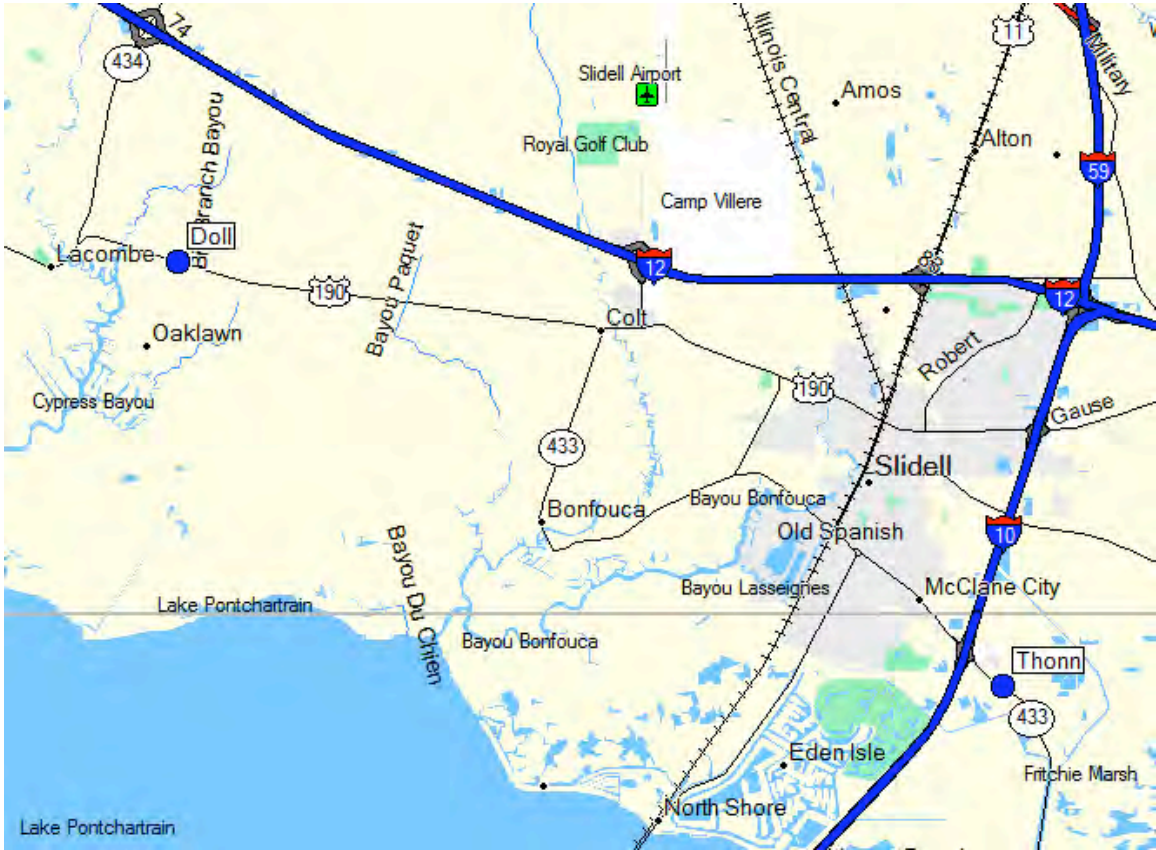 74
434
Illinois Central
11
Military
Slidell Airport
Amos
Royal Golf Club
Alton
59
Branch Bayou
Camp Villere
Doll
Lacombe
12
83
12
190
Bayou Paquet
Colt
Oaklawn
Robert
190
Cypress Bayou
Gause
433
Slidell
Bayou Bonfouca
Bonfouca
Old Spanish
10
Bayou Du Chien
Bayou Lasseignes
McClane City
Lake Pontchartrain
Bayou Bonfouca
Thonn
433
Eden Isle
Fritchie Marsh
North Shore
Lake Pontchartrain